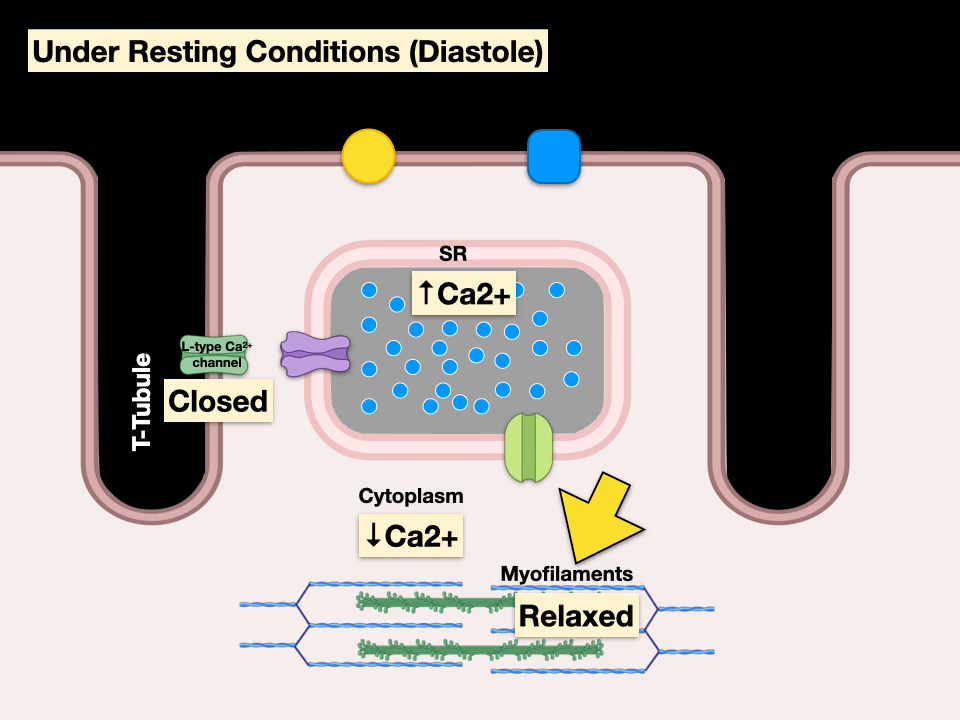 Under Resting Conditions (Diastole)
SR
↑Ca2+
L-type Ca²⁺
channel
Closed
T-Tubule
Cytoplasm
↓Ca2+
Myofilaments
Relaxed